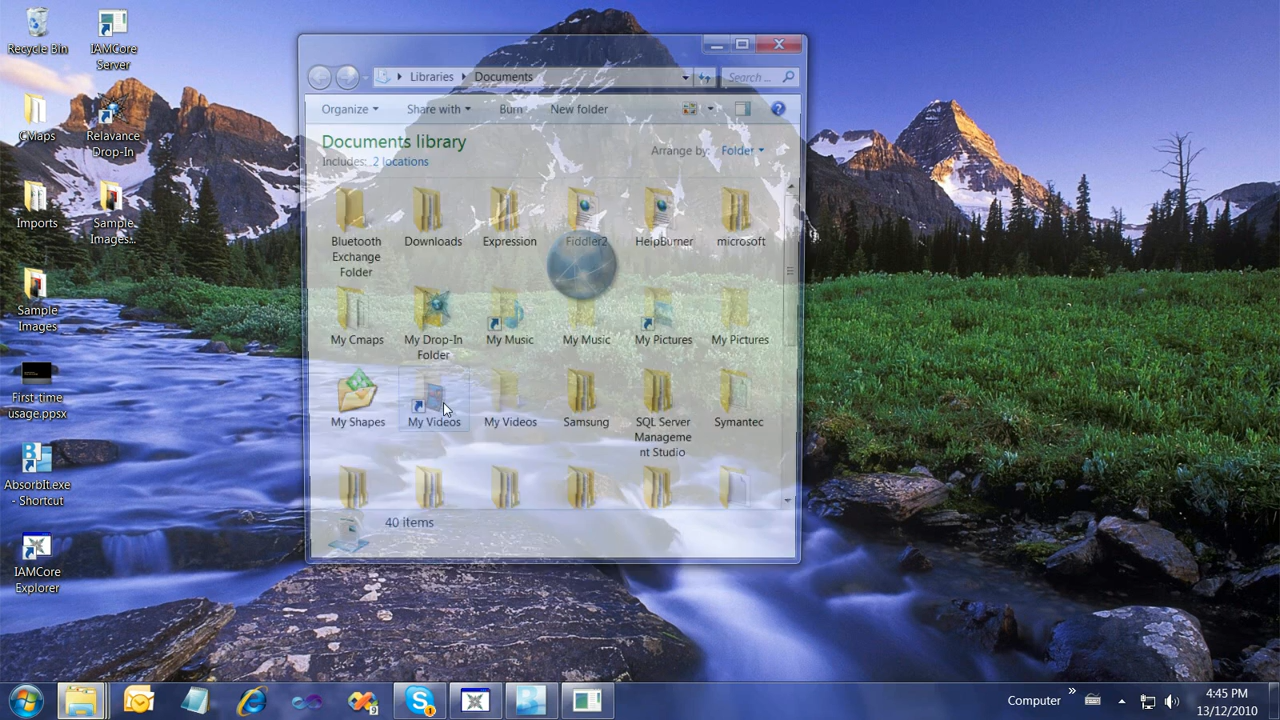 Recycle Bin
IAMCore
Server
CMaps
Relavance
Drop-In
Imports
Sample
Images...
Sample
Images
First-time
usage.ppsx
AbsorbIt.exe
- Shortcut
IAMCore
Explorer
Libraries
Documents
Search ...
Organize
Share with
Burn
New folder
Documents library
Includes: 2 locations
Arrange by: Folder
Bluetooth
Exchange
Folder
Downloads
Expression
Fiddler2
HelpBurner
microsoft
My Cmaps
My Drop-In
Folder
My Music
My Music
My Pictures
My Pictures
My Shapes
My Videos
My Videos
Samsung
SQL Server
Manageme
nt Studio
Symantec
40 items
Computer
4:45 PM
13/12/2010